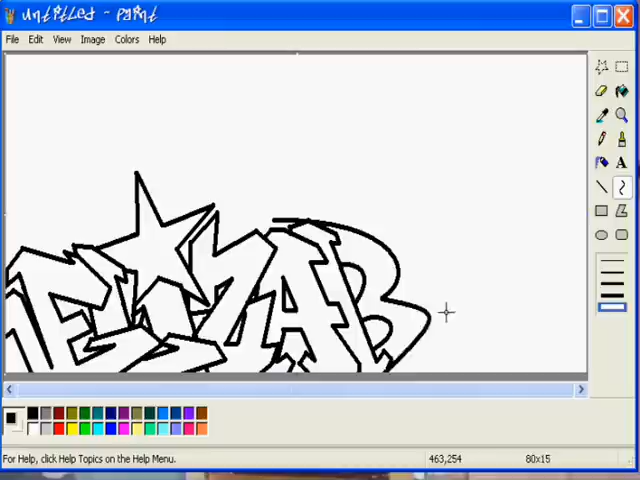 untitled - paint
File Edit View Image Colors Help
A
For Help, click Help Topics on the Help Menu.
463,254
80x15